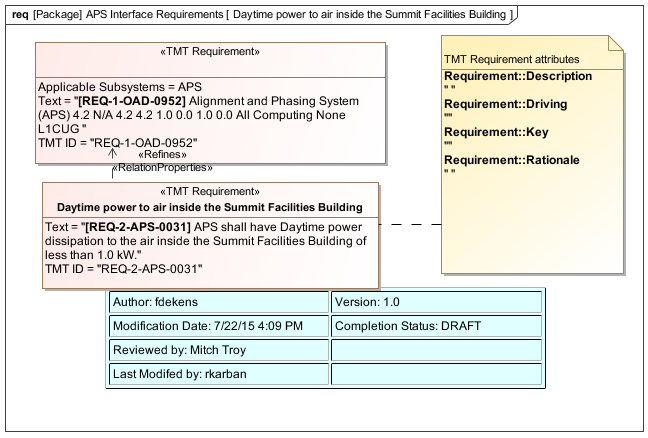 req [Package] APS Interface Requirements [ Daytime power to air inside the Summit Facilities Building ]
«TMT Requirement»
Applicable Subsystems = APS
Text = "[REQ-1-OAD-0952] Alignment and Phasing System
(APS) 4.2 N/A 4.2 4.2 1.0 0.0 1.0 0.0 All Computing None
L1CUG "
TMT ID = "REQ-1-OAD-0952"
«Refines»
«RelationProperties»
«TMT Requirement»
Daytime power to air inside the Summit Facilities Building
Text = "[REQ-2-APS-0031] APS shall have Daytime power
dissipation to the air inside the Summit Facilities Building of
less than 1.0 kW."
TMT ID = "REQ-2-APS-0031"
TMT Requirement attributes
Requirement::Description
" "
Requirement::Driving
""
Requirement::Key
""
Requirement::Rationale
" "
Author: fdekens
Version: 1.0
Modification Date: 7/22/15 4:09 PM
Completion Status: DRAFT
Reviewed by: Mitch Troy
Last Modifed by: rkarban